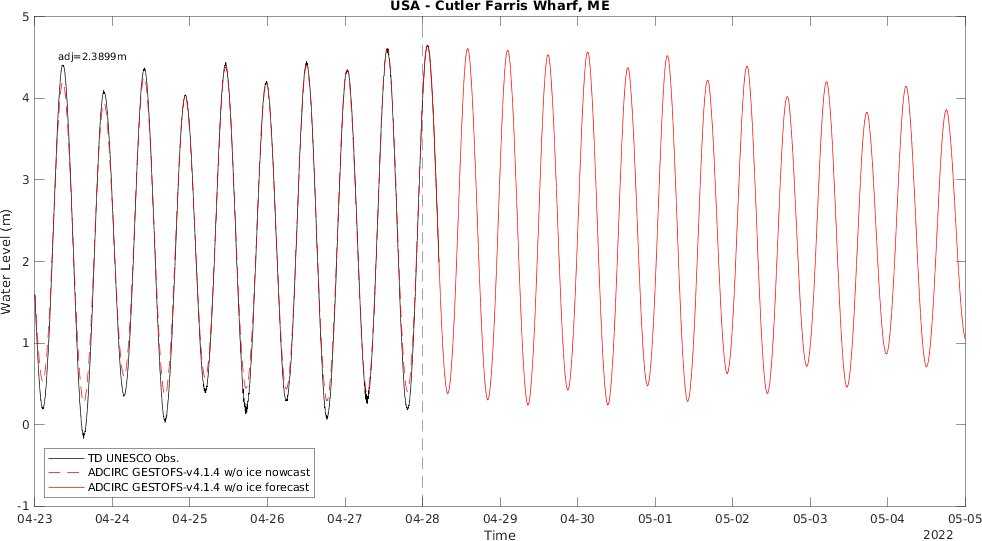 USA - Cutler Farris Wharf, ME
adj=2.3899m
5
4
3
2
1
0
-1
Water Level (m)
TD UNESCO Obs.
ADCIRC GESTOFS-v4.1.4 w/o ice nowcast
ADCIRC GESTOFS-v4.1.4 w/o ice forecast
04-23 04-24 04-25 04-26 04-27 04-28 04-29 04-30 05-01 05-02 05-03 05-04 05-05
Time
2022